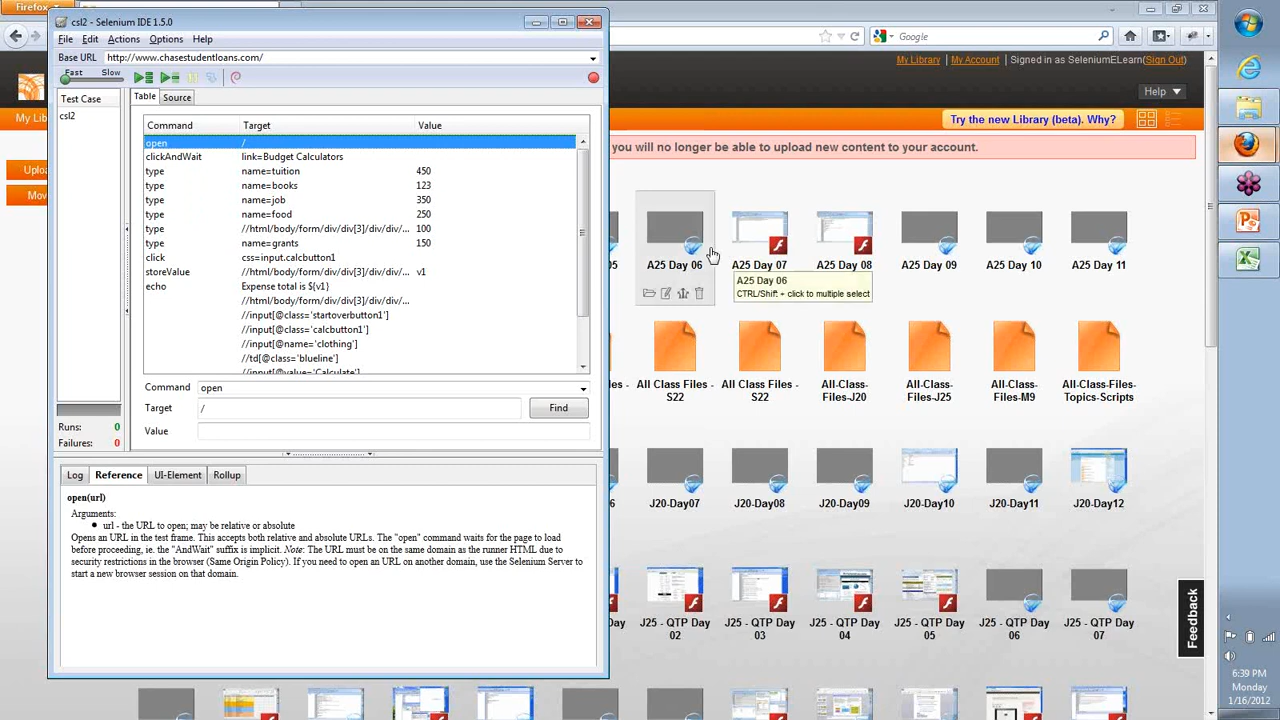 Firefox
csl2 - Selenium IDE 1.5.0
File Edit Actions Options Help
Base URL http://www.chasestudentloans.com/
Fast Slow
Test Case
csl2
Table Source
Command Target Value
open /
clickAndWait link=Budget Calculators
type name=tuition 450
type name=books 123
type name=job 350
type name=food 250
type //html/body/form/div/div[3]/div/div/... 100
type name=grants 150
click css=input.calcbutton1
storeValue //html/body/form/div/div[3]/div/div/... v1
echo Expense total is ${v1}
//html/body/form/div/div[3]/div/div/...
//input[@class='startoverbutton1']
//input[@class='calcbutton1']
//input[@name='clothing']
//td[@class='blueline']
//input[@value='Calculate']
Command open
Target / Find
Value
Runs: 0
Failures: 0
Log Reference UI-Element Rollup
open(url)
Arguments:
● url - the URL to open; may be relative or absolute
Opens an URL in the test frame. This accepts both relative and absolute URLs. The "open" command waits for the page to load
before proceeding, ie. the "AndWait" suffix is implicit. Note: The URL must be on the same domain as the runner HTML due to
security restrictions in the browser (Same Origin Policy). If you need to open an URL on another domain, use the Selenium Server to
start a new browser session on that domain.
Google
My Library | My Account | Signed in as SeleniumELearn(Sign Out)
Help
My Li
Try the new Library (beta). Why?
you will no longer be able to upload new content to your account.
Uploa
Mov
05 A25 Day 06 A25 Day 07 A25 Day 08 A25 Day 09 A25 Day 10 A25 Day 11
A25 Day 06
CTRL/Shift + click to multiple select
s - All Class Files - S22 All Class Files - S22 All-Class-Files-J20 All-Class-Files-J25 All-Class-Files-M9 All-Class-Files-Topics-Scripts
06 J20-Day07 J20-Day08 J20-Day09 J20-Day10 J20-Day11 J20-Day12
ay J25 - QTP Day 02 J25 - QTP Day 03 J25 - QTP Day 04 J25 - QTP Day 05 J25 - QTP Day 06 J25 - QTP Day 07
Feedback
6:39 PM
Monday
1/16/2012